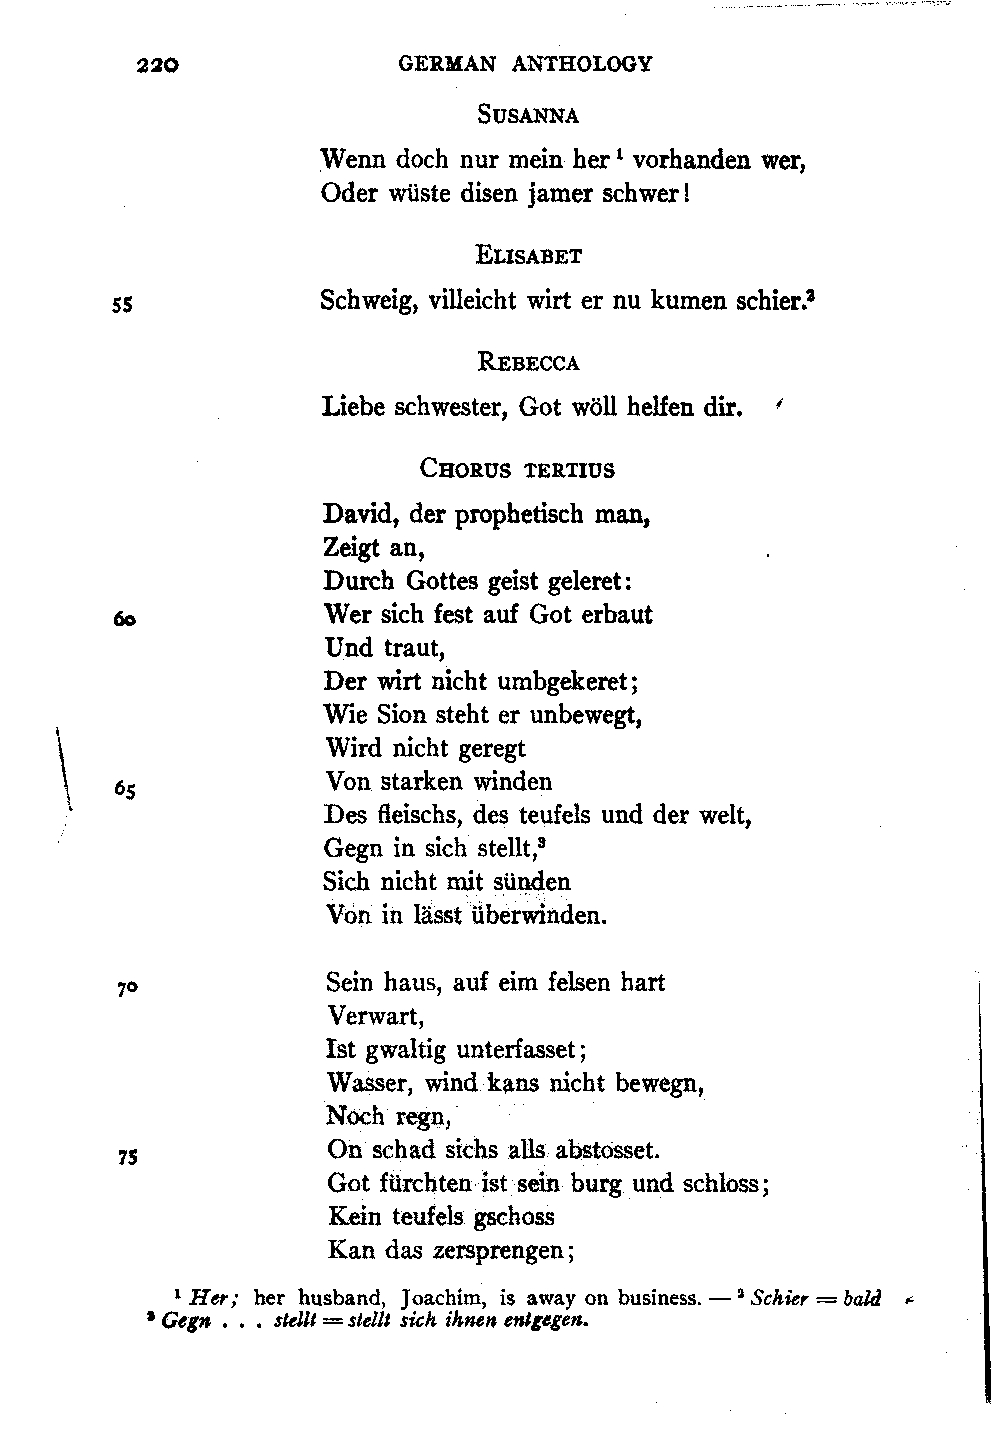 220 GERMAN ANTHOLOGY
SUSANNA
Wenn doch nur mein her¹ vorhanden wer,
Oder wüste disen jamer schwer!
ELISABET
55 Schweig, villeicht wirt er nu kumen schier.²
REBECCA
Liebe schwester, Got wöll helfen dir.
CHORUS TERTIUS
David, der prophetisch man,
Zeigt an,
Durch Gottes geist geleret:
60 Wer sich fest auf Got erbaut
Und traut,
Der wirt nicht umbgekeret;
Wie Sion steht er unbewegt,
Wird nicht geregt
65 Von starken winden
Des fleischs, des teufels und der welt,
Gegn in sich stellt,³
Sich nicht mit sünden
Von in lässt überwinden.
70 Sein haus, auf eim felsen hart
Verwart,
Ist gwaltig unterfasset;
Wasser, wind kans nicht bewegn,
Noch regn,
75 On schad sichs alls abstosset.
Got fürchten ist sein burg und schloss;
Kein teufels gschoss
Kan das zersprengen;
¹ Her; her husband, Joachim, is away on business. — ² Schier = bald
³ Gegn . . . stellt = stellt sich ihnen entgegen.